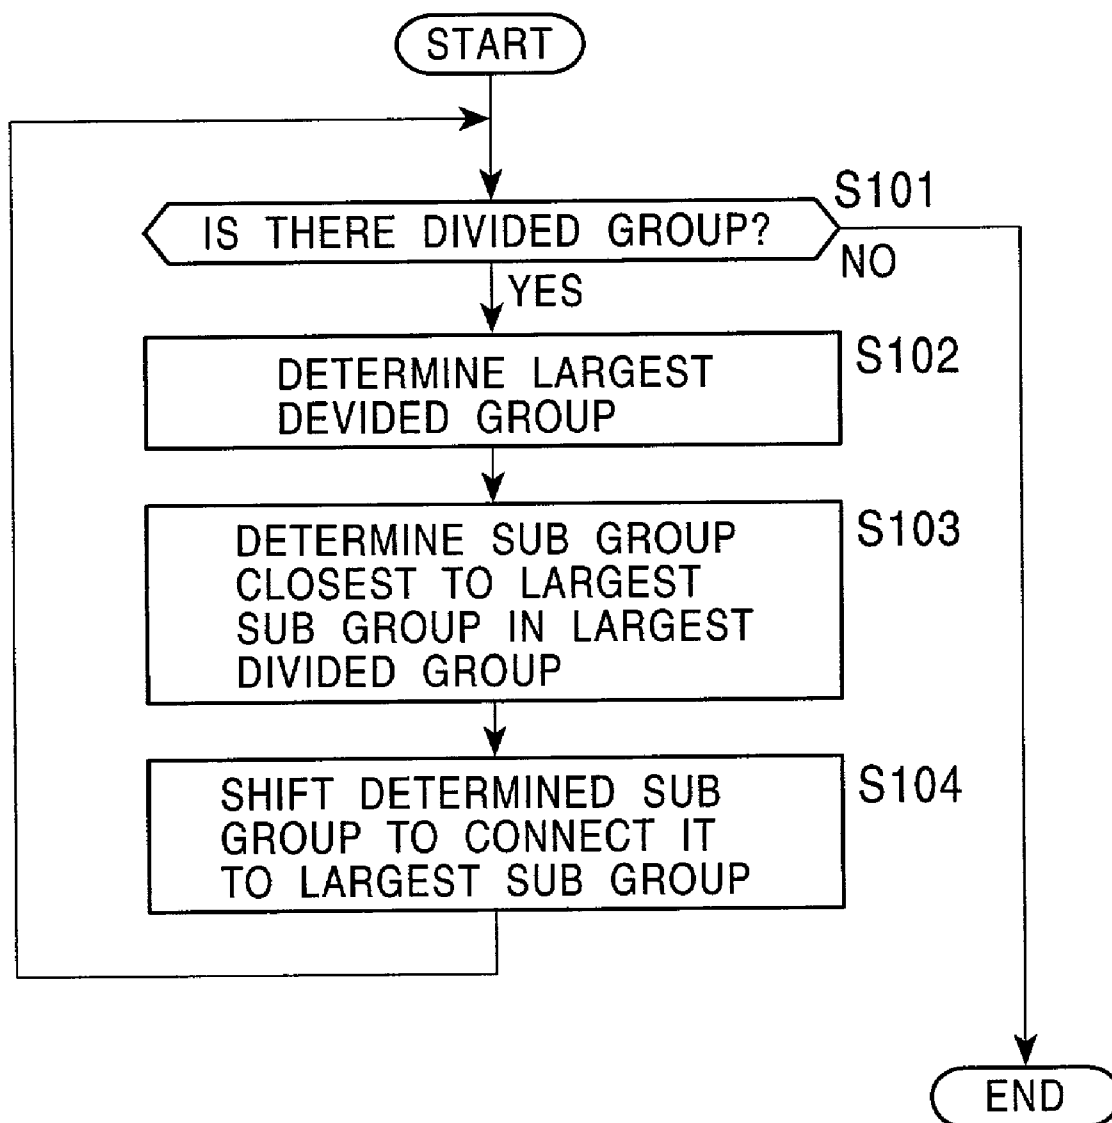 START
S101
IS THERE DIVIDED GROUP?
NO
YES
S102
DETERMINE LARGEST
DEVIDED GROUP
S103
DETERMINE SUB GROUP
CLOSEST TO LARGEST
SUB GROUP IN LARGEST
DIVIDED GROUP
S104
SHIFT DETERMINED SUB
GROUP TO CONNECT IT
TO LARGEST SUB GROUP
END